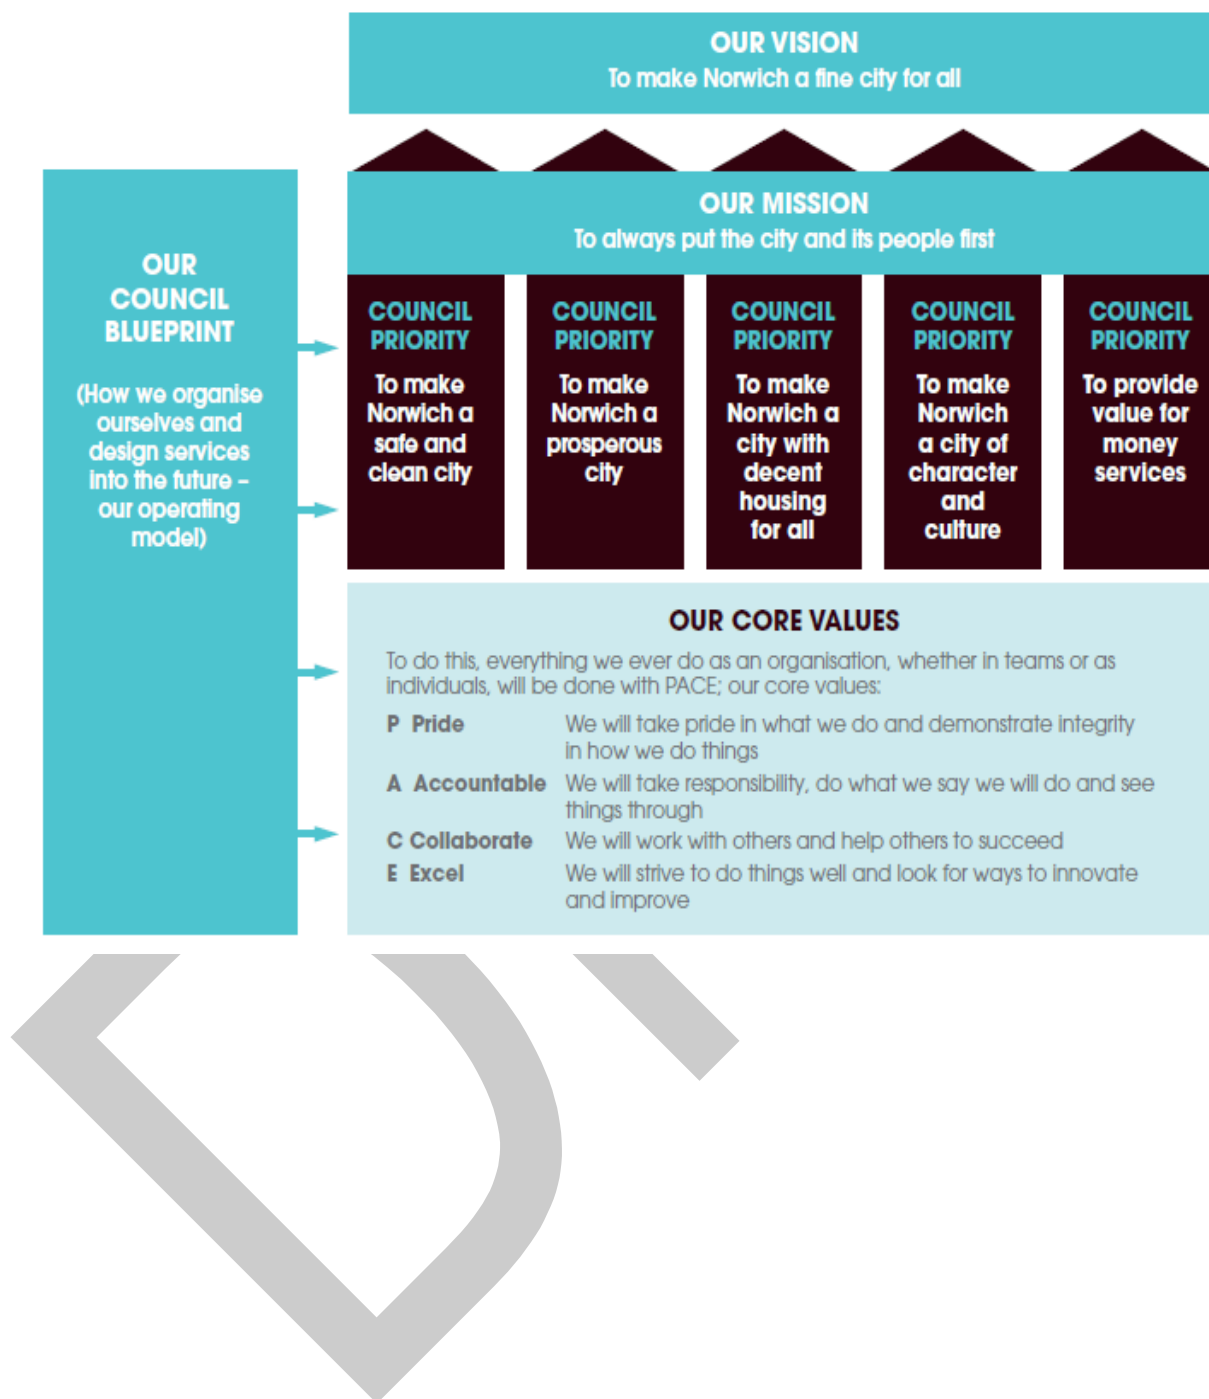 OUR VISION
To make Norwich a fine city for all
OUR
COUNCIL
BLUEPRINT
(How we organise
ourselves and
design services
into the future –
our operating
model)
OUR MISSION
To always put the city and its people first
COUNCIL
PRIORITY
To make
Norwich a
safe and
clean city
COUNCIL
PRIORITY
To make
Norwich a
prosperous
city
COUNCIL
PRIORITY
To make
Norwich a
city with
decent
housing
for all
COUNCIL
PRIORITY
To make
Norwich
a city of
character
and
culture
COUNCIL
PRIORITY
To provide
value for
money
services
OUR CORE VALUES
To do this, everything we ever do as an organisation, whether in teams or as
individuals, will be done with PACE; our core values:
P Pride We will take pride in what we do and demonstrate integrity
in how we do things
A Accountable We will take responsibility, do what we say we will do and see
things through
C Collaborate We will work with others and help others to succeed
E Excel We will strive to do things well and look for ways to innovate
and improve